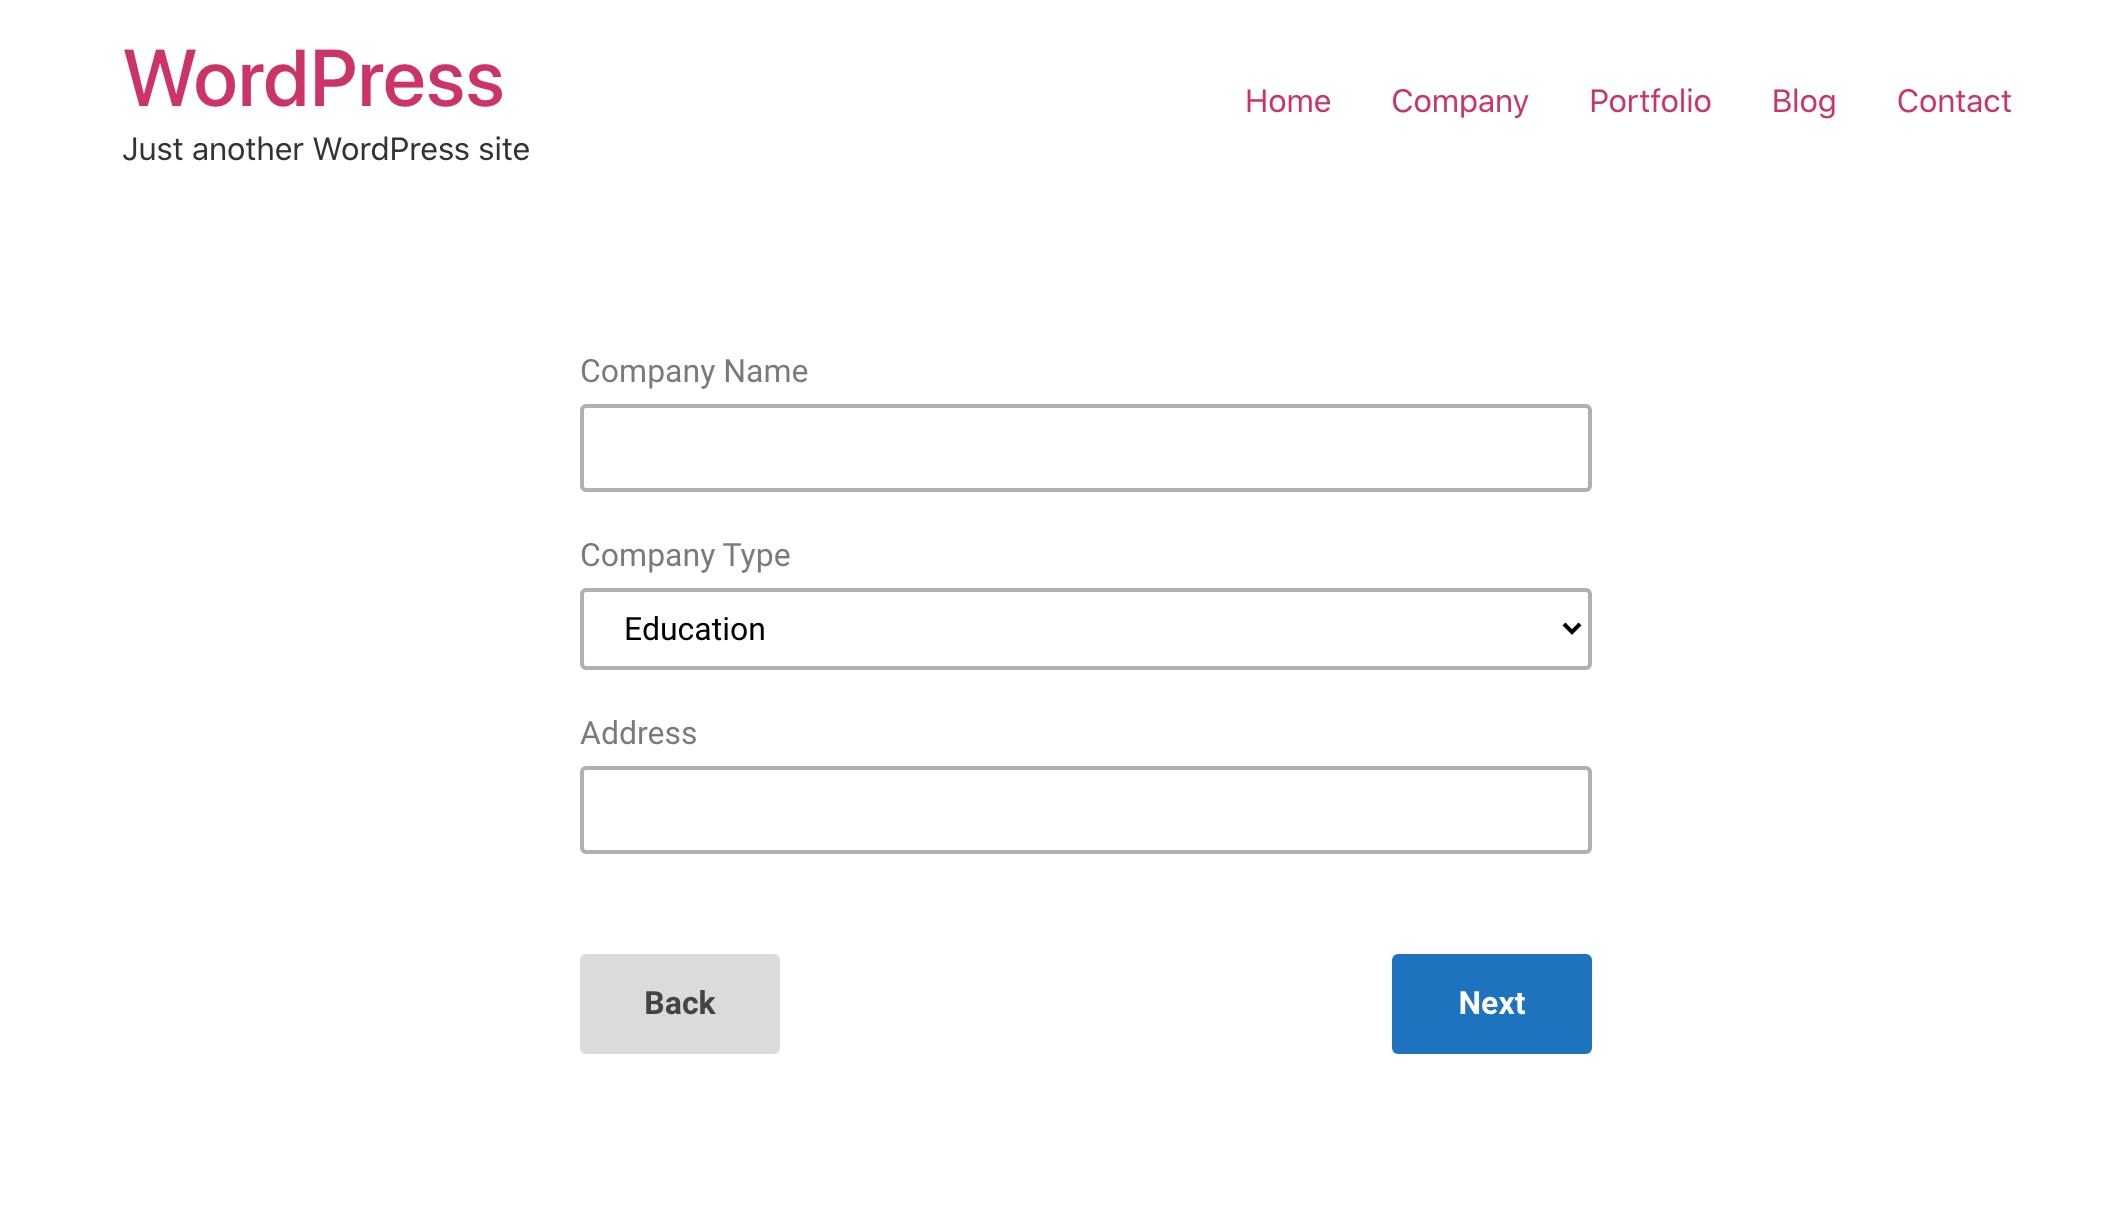 WordPress
Just another WordPress site
Home Company Portfolio Blog Contact
Company Name
Company Type
Education
Address
Back Next